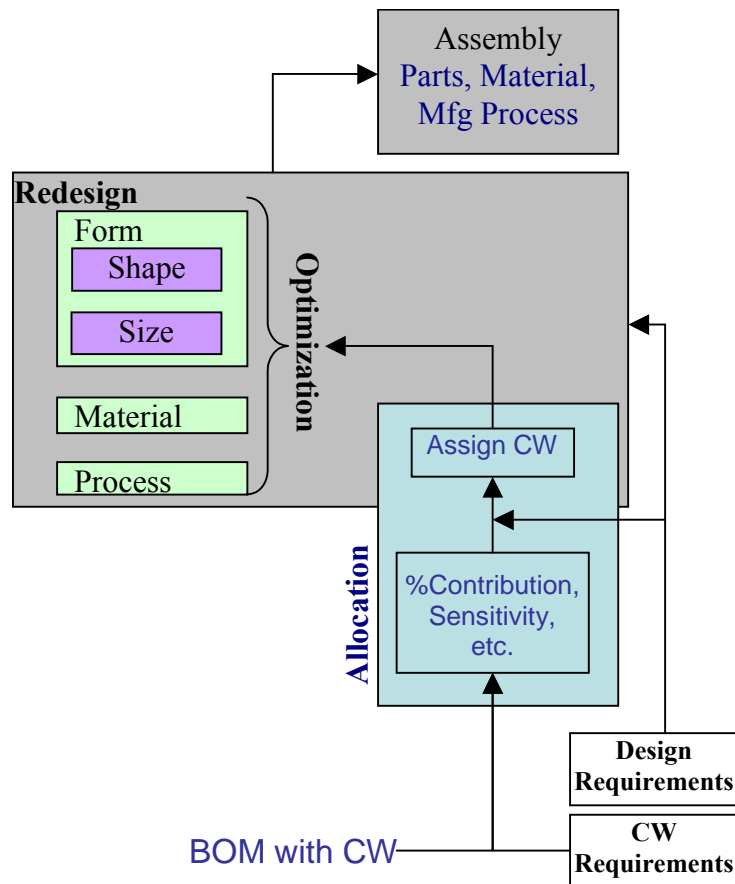 Assembly
Parts, Material,
Mfg Process
Redesign
Form
Shape
Size
Material
Process
Optimization
Assign CW
%Contribution,
Sensitivity,
etc.
Allocation
Design
Requirements
CW
Requirements
BOM with CW